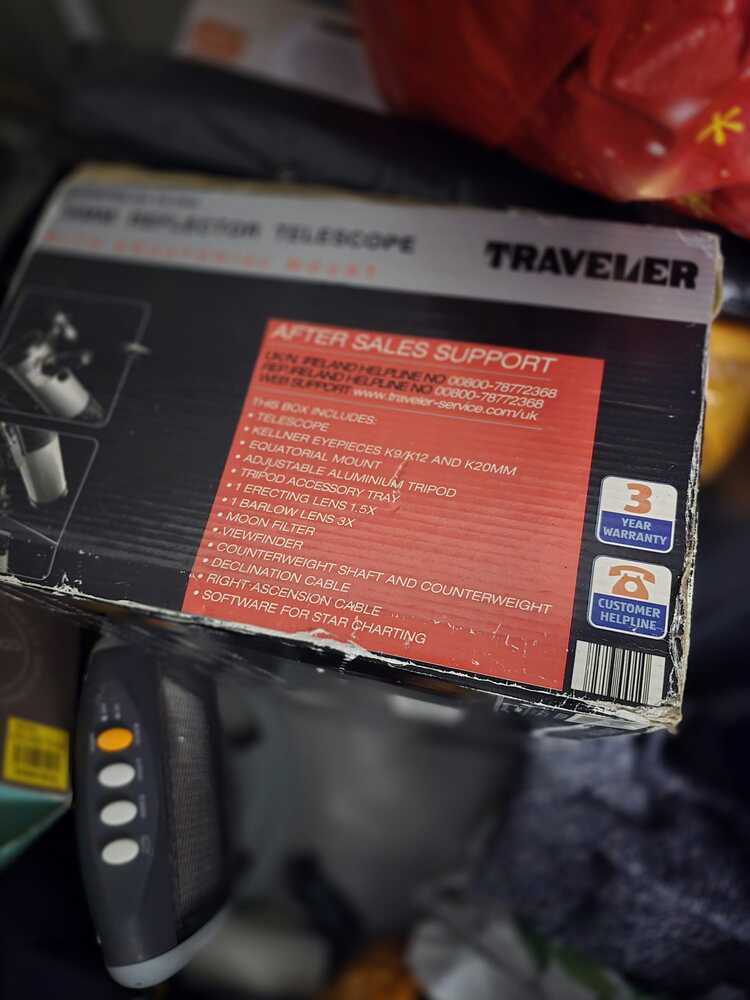 REFLECTOR TELESCOPE
TRAVELER
AFTER SALES SUPPORT
UK/N. IRELAND HELPLINE NO 00800-78772368
REP. IRELAND HELPLINE NO 00800-78772368
WEB SUPPORT www.traveler-service.com/uk
THIS BOX INCLUDES:
• TELESCOPE
• KELLNER EYEPIECES K9/K12 AND K20MM
• EQUATORIAL MOUNT
• ADJUSTABLE ALUMINIUM TRIPOD
• TRIPOD ACCESSORY TRAY
• 1 ERECTING LENS 1.5X
• 1 BARLOW LENS 3X
• MOON FILTER
• VIEWFINDER
• COUNTERWEIGHT SHAFT AND COUNTERWEIGHT
• DECLINATION CABLE
• RIGHT ASCENSION CABLE
• SOFTWARE FOR STAR CHARTING
3
YEAR
WARRANTY
CUSTOMER
HELPLINE